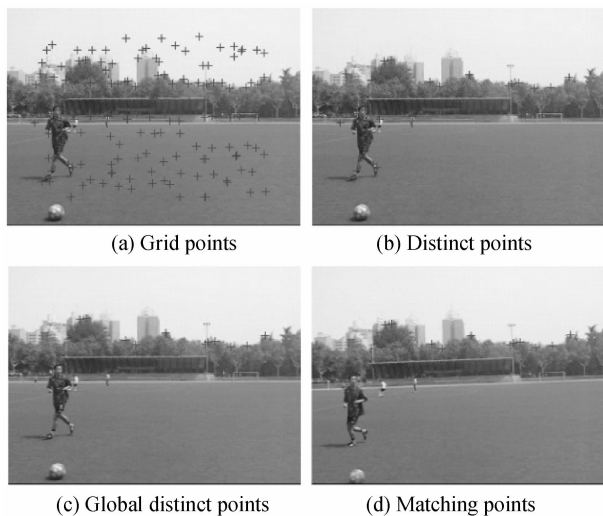 (a) Grid points
(b) Distinct points
(c) Global distinct points
(d) Matching points